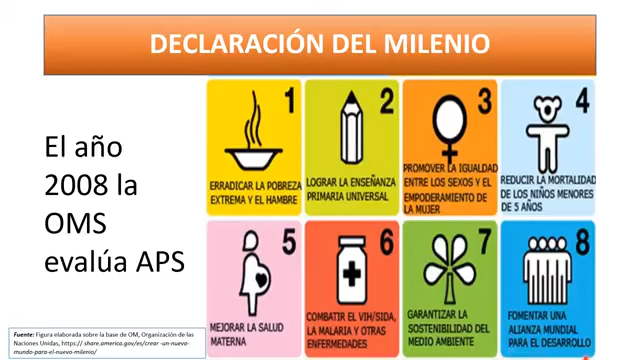 DECLARACIÓN DEL MILENIO
El año
2008 la
OMS
evalúa APS
1
ERRADICAR LA POBREZA
EXTREMA Y EL HAMBRE
2
LOGRAR LA ENSEÑANZA
PRIMARIA UNIVERSAL
3
PROMOVER LA IGUALDAD
ENTRE LOS SEXOS Y EL
EMPODERAMIENTO DE
LA MUJER
4
REDUCIR LA MORTALIDAD
DE LOS NIÑOS MENORES
DE 5 AÑOS
5
MEJORAR LA SALUD
MATERNA
6
COMBATIR EL VIH/SIDA,
LA MALARIA Y OTRAS
ENFERMEDADES
7
GARANTIZAR LA
SOSTENIBILIDAD DEL
MEDIO AMBIENTE
8
FOMENTAR UNA
ALIANZA MUNDIAL
PARA EL DESARROLLO
Fuente: Figura elaborada sobre la base de OM, Organización de las
Naciones Unidas, https:// share.america.gov/es/crear -un-nuevo-
mundo-para-el-nuevo-milenio/